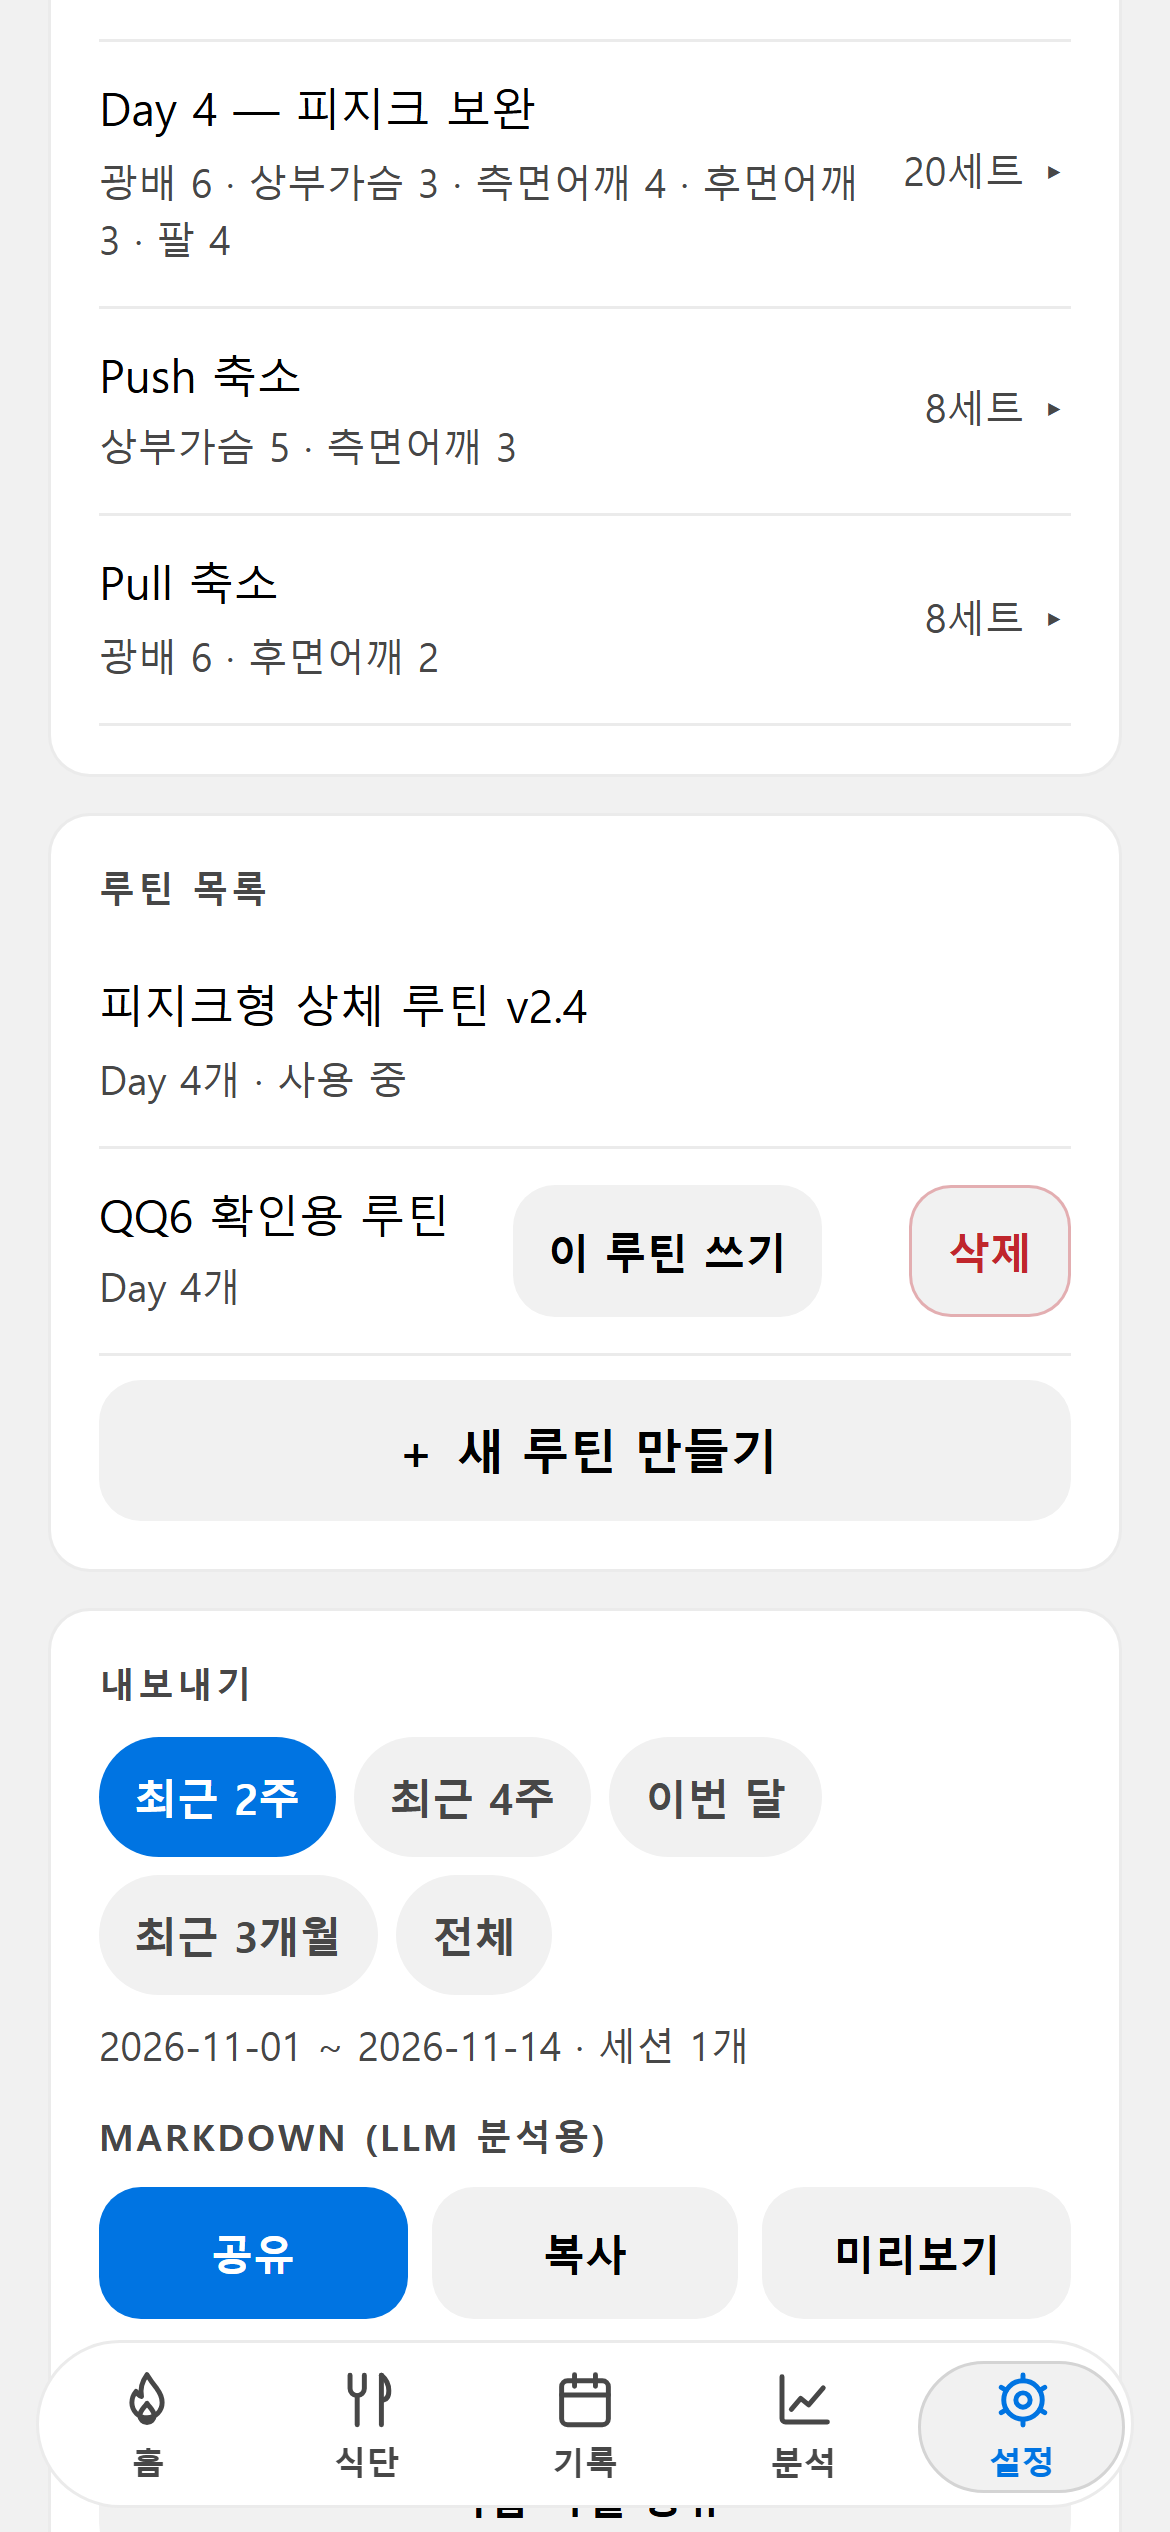 Day 4 — 피지크 보완
광배 6 · 상부가슴 3 · 측면어깨 4 · 후면어깨
3 · 팔 4
20세트 ▸
Push 축소
상부가슴 5 · 측면어깨 3
8세트 ▸
Pull 축소
광배 6 · 후면어깨 2
8세트 ▸
루틴 목록
피지크형 상체 루틴 v2.4
Day 4개 · 사용 중
QQ6 확인용 루틴
Day 4개
이 루틴 쓰기
삭제
+ 새 루틴 만들기
내보내기
최근 2주
최근 4주
이번 달
최근 3개월
전체
2026-11-01 ~ 2026-11-14 · 세션 1개
MARKDOWN (LLM 분석용)
공유
복사
미리보기
홈
식단
기록
분석
설정